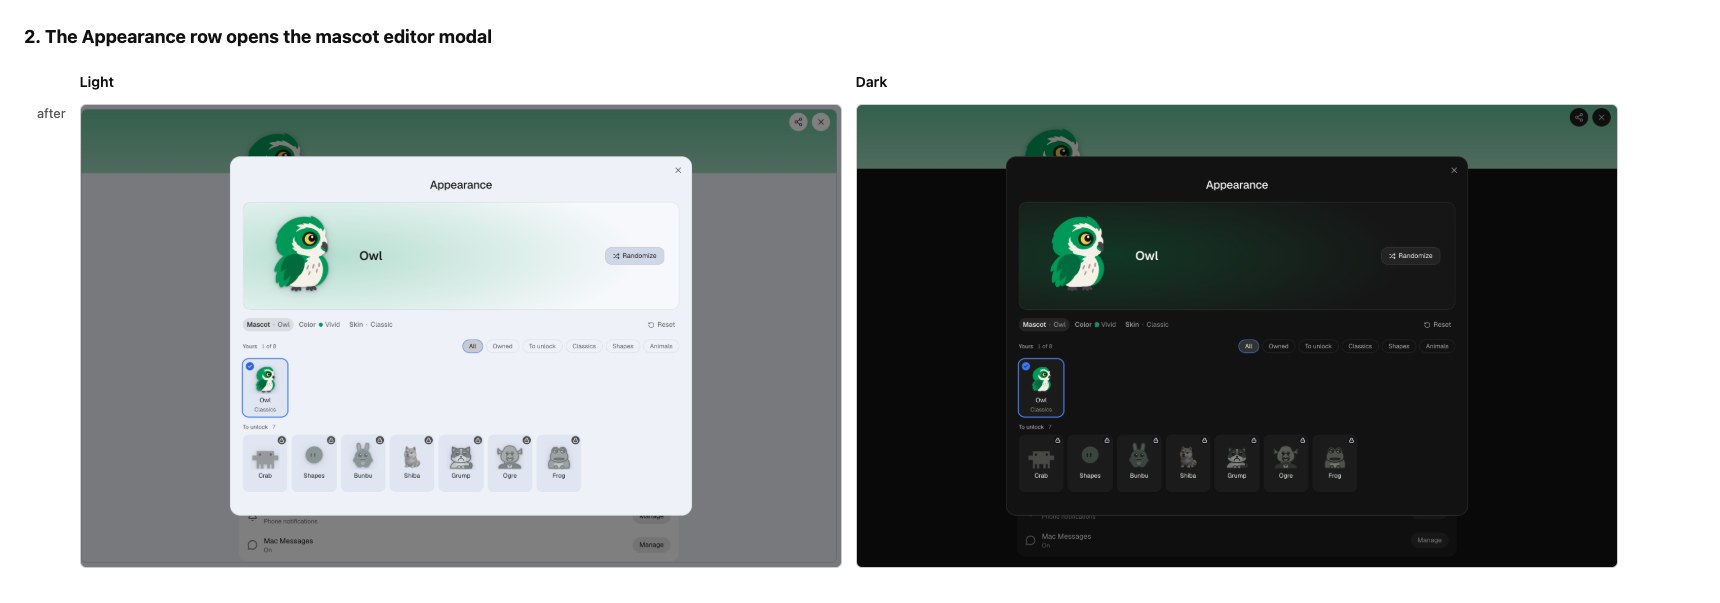 2. The Appearance row opens the mascot editor modal
Light
Dark
after
Appearance
Owl
Randomize
Mascot · Owl
Color Vivid
Skin · Classic
Reset
Yours 1 of 8
All
Owned
To unlock
Classics
Shapes
Animals
Owl
Classics
To unlock 7
Crab
Shapes
Bunbu
Shiba
Grump
Ogre
Frog
Phone notifications
Manage
Mac Messages
On
Manage
Appearance
Owl
Randomize
Mascot · Owl
Color Vivid
Skin · Classic
Reset
Yours 1 of 8
All
Owned
To unlock
Classics
Shapes
Animals
Owl
Classics
To unlock 7
Crab
Shapes
Bunbu
Shiba
Grump
Ogre
Frog
Phone notifications
Mac Messages
On
Manage